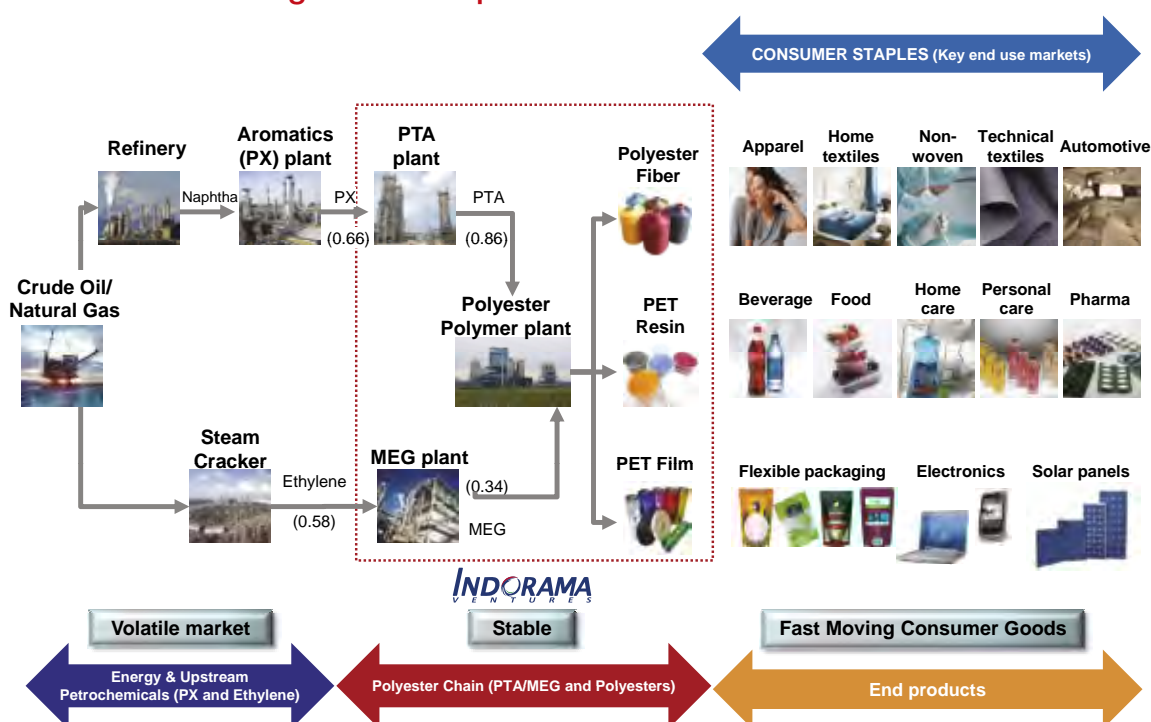 CONSUMER STAPLES (Key end use markets)
Refinery
Aromatics
(PX) plant
PTA
plant
Polyester
Fiber
Apparel
Home
textiles
Non-
woven
Technical
textiles
Automotive
Naphtha
PX
(0.66)
PTA
(0.86)
Crude Oil/
Natural Gas
Polyester
Polymer plant
PET
Resin
Beverage
Food
Home
care
Personal
care
Pharma
Steam
Cracker
Ethylene
(0.58)
MEG plant
(0.34)
MEG
PET Film
Flexible packaging
Electronics
Solar panels
INDORAMA
VENTURES
Volatile market
Stable
Fast Moving Consumer Goods
Energy & Upstream
Petrochemicals (PX and Ethylene)
Polyester Chain (PTA/MEG and Polyesters)
End products